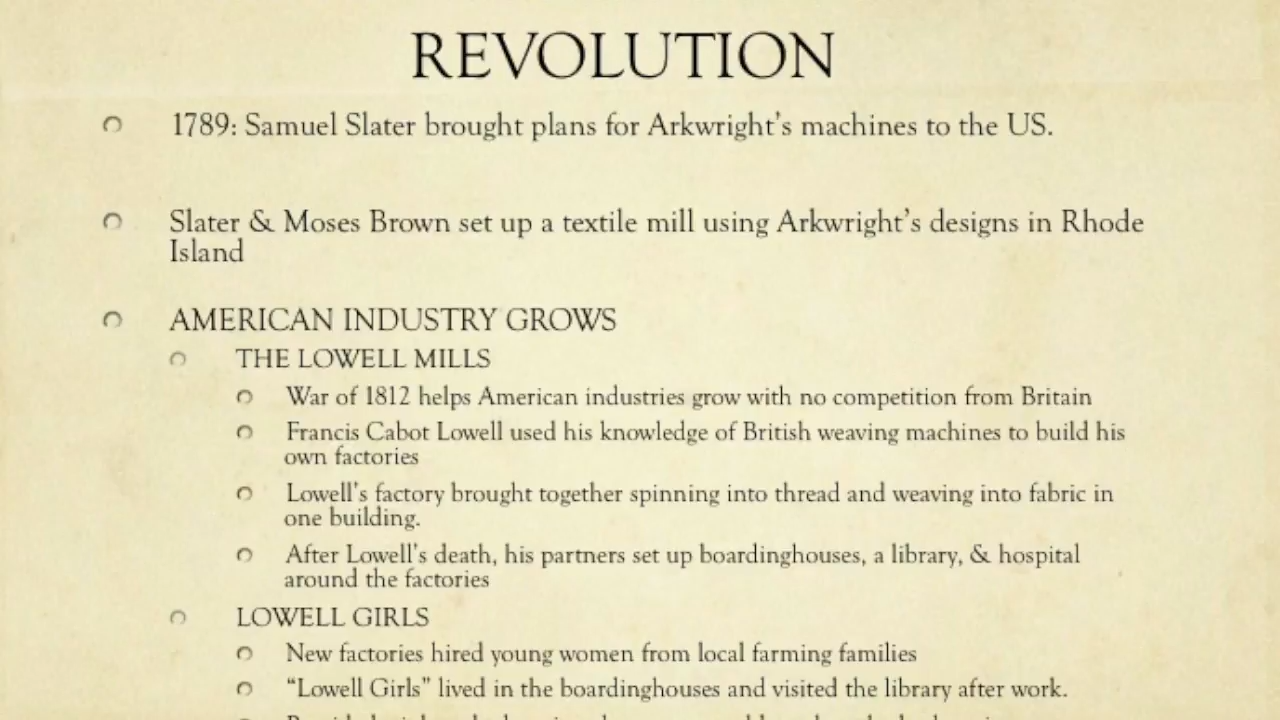 REVOLUTION
1789: Samuel Slater brought plans for Arkwright's machines to the US.
Slater & Moses Brown set up a textile mill using Arkwright's designs in Rhode
Island
AMERICAN INDUSTRY GROWS
THE LOWELL MILLS
War of 1812 helps American industries grow with no competition from Britain
Francis Cabot Lowell used his knowledge of British weaving machines to build his
own factories
Lowell's factory brought together spinning into thread and weaving into fabric in
one building.
After Lowell's death, his partners set up boardinghouses, a library, & hospital
around the factories
LOWELL GIRLS
New factories hired young women from local farming families
“Lowell Girls” lived in the boardinghouses and visited the library after work.